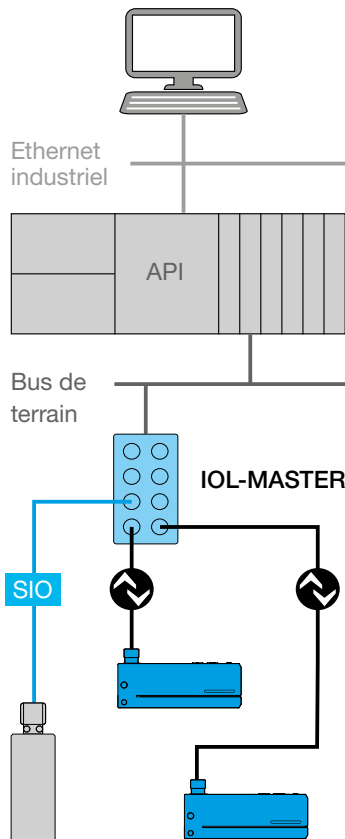 Ethernet
industriel
API
Bus de
terrain
IOL-MASTER
SIO